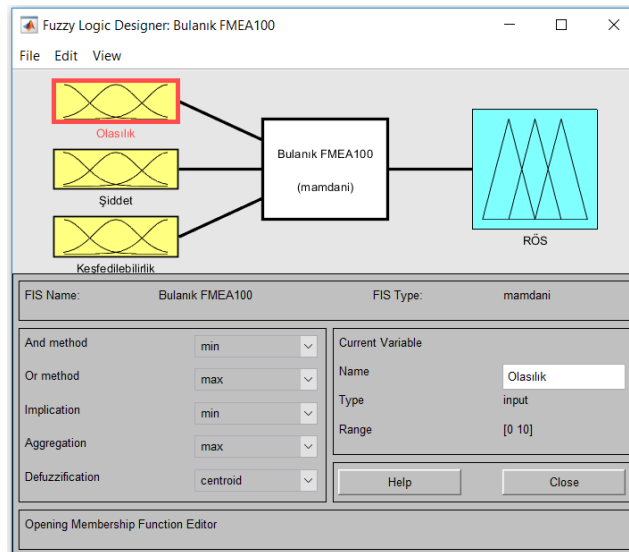 Fuzzy Logic Designer: Bulanık FMEA100
File Edit View
Olasılık
Şiddet
Keşfedilebilirlik
Bulanık FMEA100
(mamdani)
RÖS
FIS Name: Bulanık FMEA100 FIS Type: mamdani
And method min
Or method max
Implication min
Aggregation max
Defuzzification centroid
Current Variable
Name Olasılık
Type input
Range [0 10]
Help Close
Opening Membership Function Editor